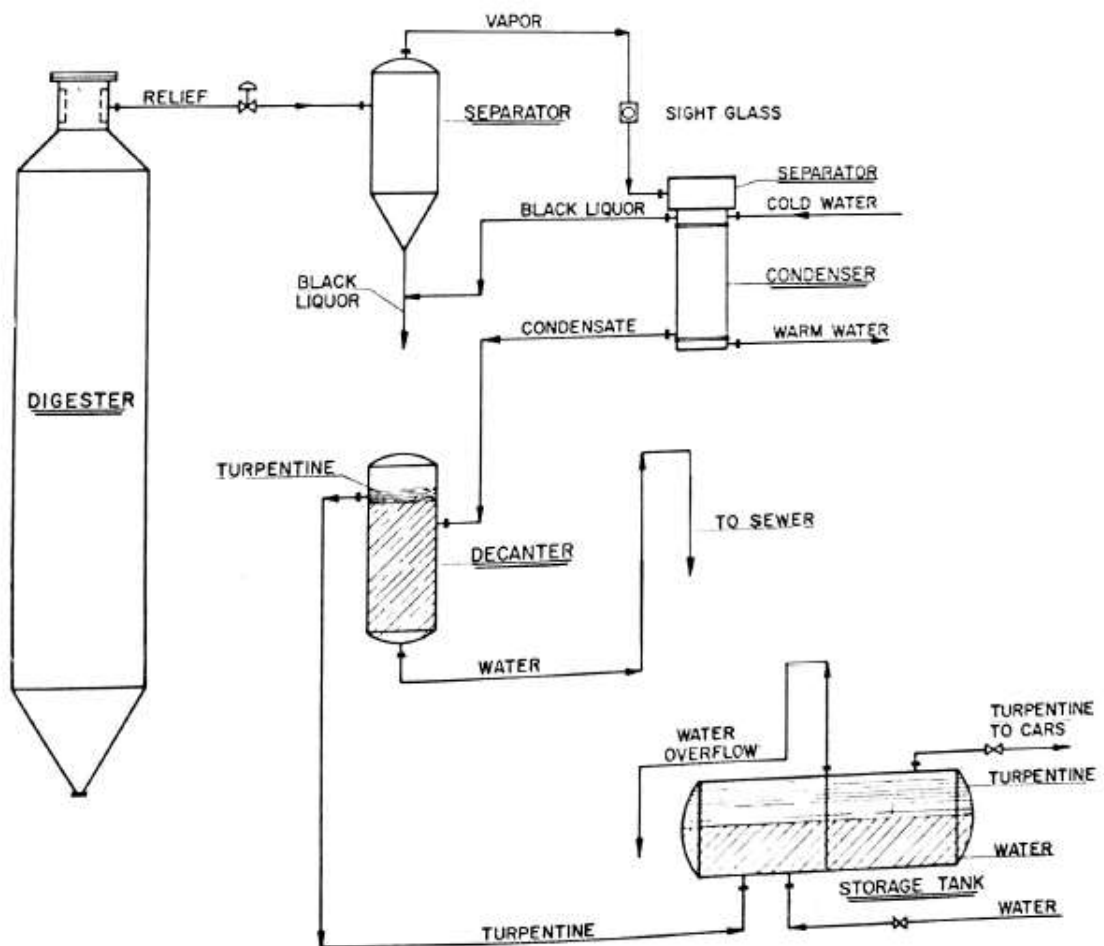 VAPOR
RELIEF
SEPARATOR
SIGHT GLASS
SEPARATOR
BLACK LIQUOR
COLD WATER
BLACK
LIQUOR
CONDENSER
CONDENSATE
WARM WATER
DIGESTER
TURPENTINE
TO SEWER
DECANTER
WATER
TURPENTINE
TO CARS
WATER
OVERFLOW
TURPENTINE
WATER
STORAGE TANK
WATER
TURPENTINE